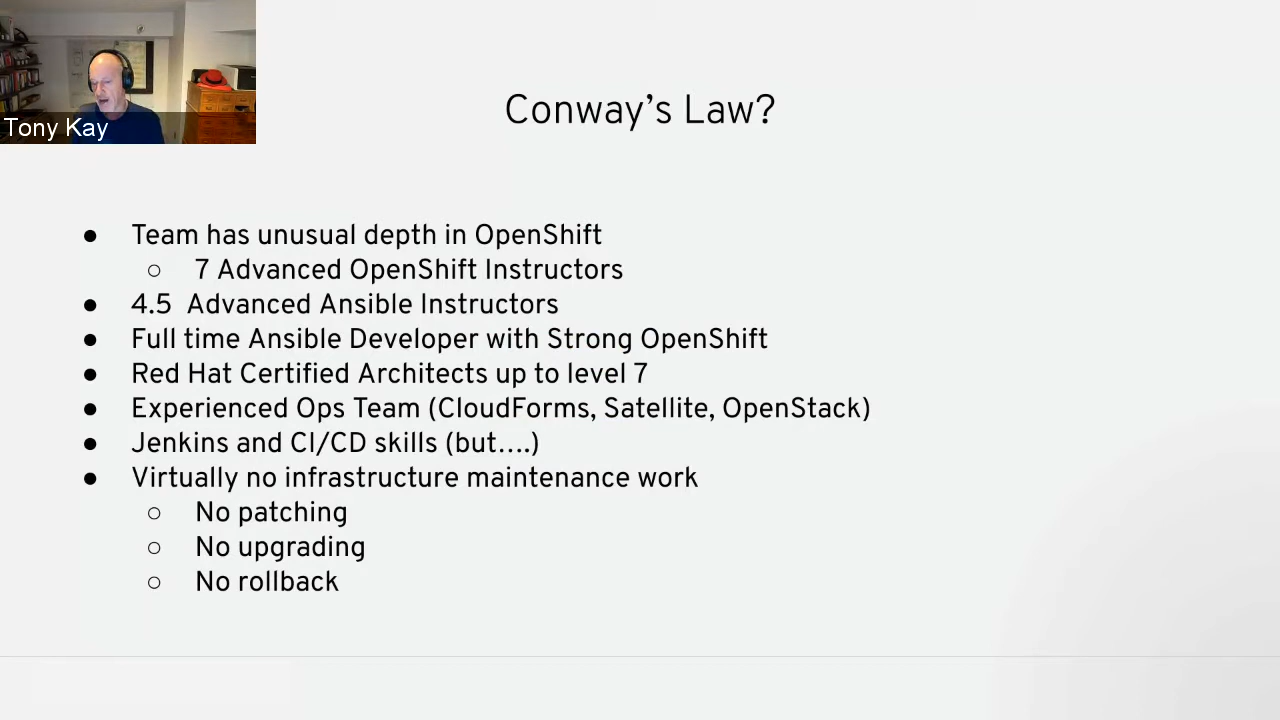 Tony Kay
Conway's Law?
● Team has unusual depth in OpenShift
○ 7 Advanced OpenShift Instructors
● 4.5 Advanced Ansible Instructors
● Full time Ansible Developer with Strong OpenShift
● Red Hat Certified Architects up to level 7
● Experienced Ops Team (CloudForms, Satellite, OpenStack)
● Jenkins and CI/CD skills (but....)
● Virtually no infrastructure maintenance work
○ No patching
○ No upgrading
○ No rollback